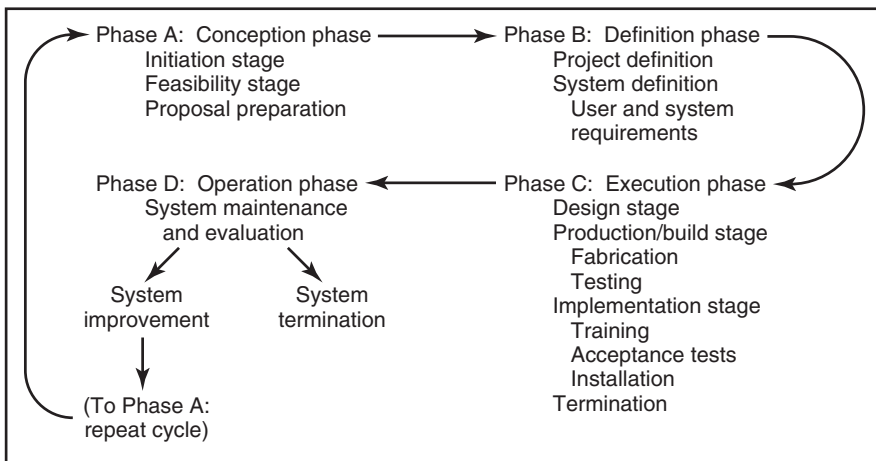 Phase A: Conception phase
Initiation stage
Feasibility stage
Proposal preparation
Phase B: Definition phase
Project definition
System definition
User and system
requirements
Phase C: Execution phase
Design stage
Production/build stage
Fabrication
Testing
Implementation stage
Training
Acceptance tests
Installation
Termination
Phase D: Operation phase
System maintenance
and evaluation
System
improvement
System
termination
(To Phase A:
repeat cycle)